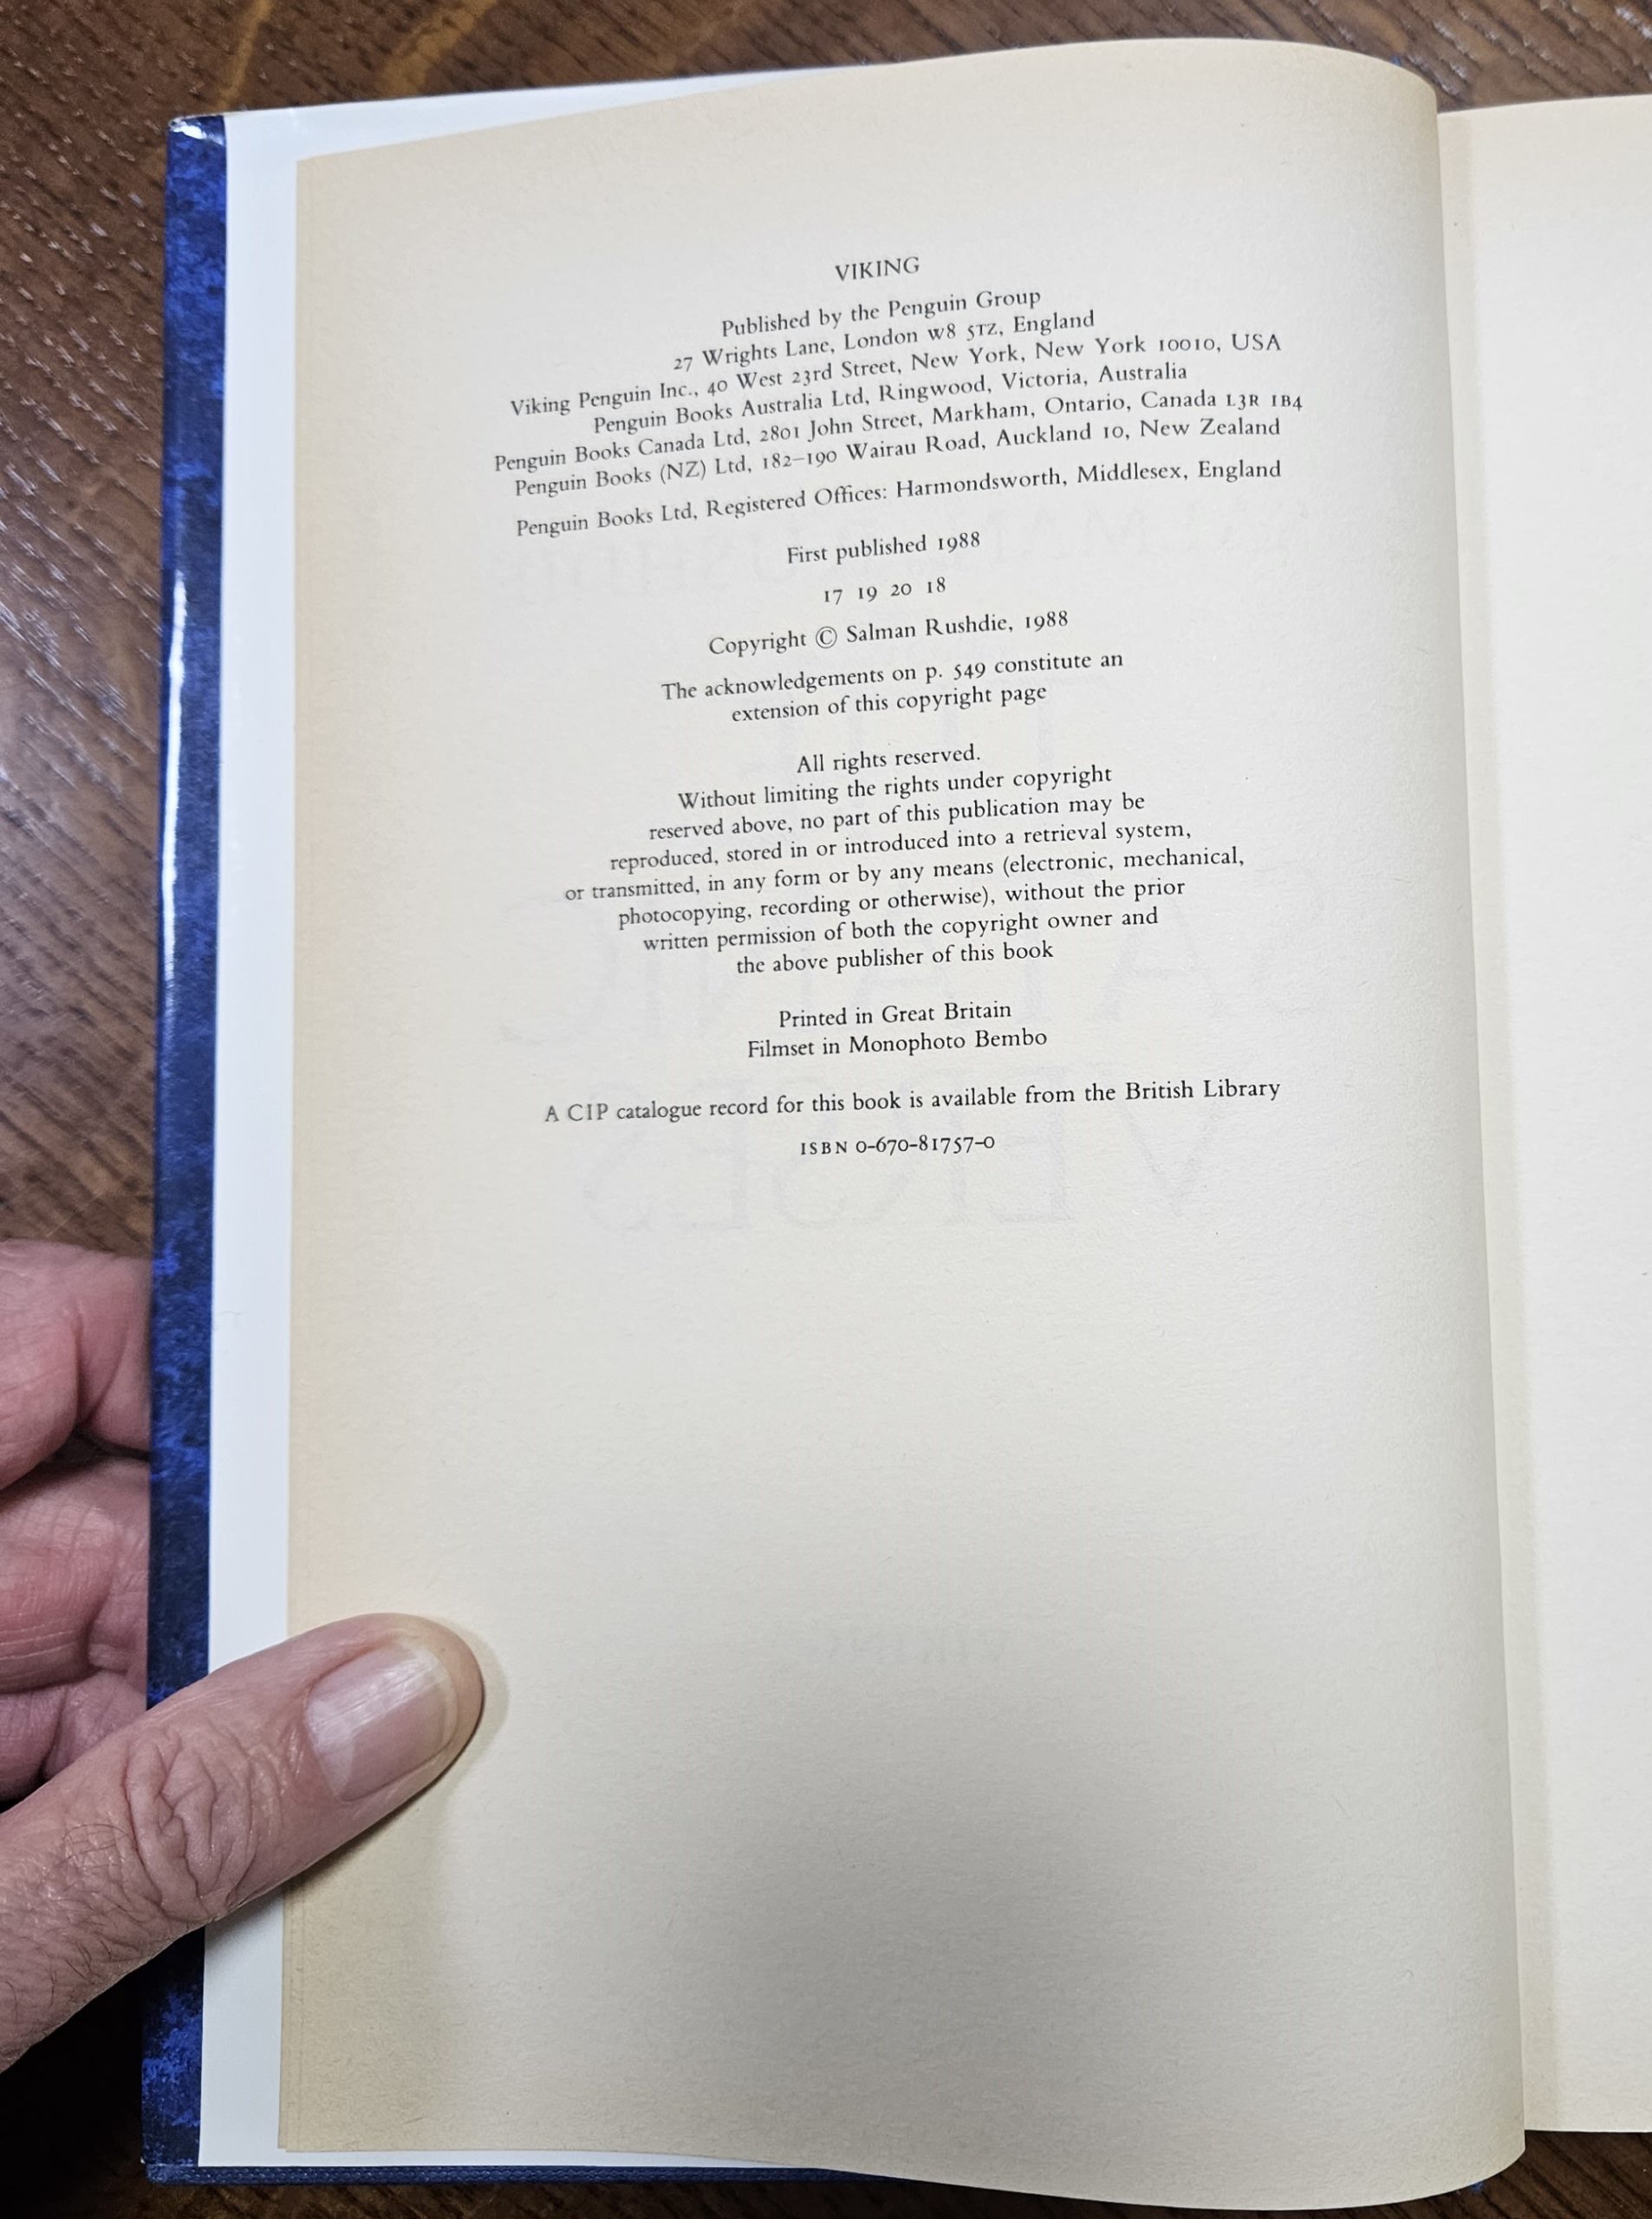 VIKING
Published by the Penguin Group
27 Wrights Lane, London W8 5TZ, England
Viking Penguin Inc., 40 West 23rd Street, New York, New York 10010, USA
Penguin Books Australia Ltd, Ringwood, Victoria, Australia
Penguin Books Canada Ltd, 2801 John Street, Markham, Ontario, Canada L3R 1B4
Penguin Books (NZ) Ltd, 182–190 Wairau Road, Auckland 10, New Zealand
Penguin Books Ltd, Registered Offices: Harmondsworth, Middlesex, England
First published 1988
17 19 20 18
Copyright © Salman Rushdie, 1988
The acknowledgements on p. 549 constitute an
extension of this copyright page
All rights reserved.
Without limiting the rights under copyright
reserved above, no part of this publication may be
reproduced, stored in or introduced into a retrieval system,
or transmitted, in any form or by any means (electronic, mechanical,
photocopying, recording or otherwise), without the prior
written permission of both the copyright owner and
the above publisher of this book
Printed in Great Britain
Filmset in Monophoto Bembo
A CIP catalogue record for this book is available from the British Library
ISBN 0-670-81757-0